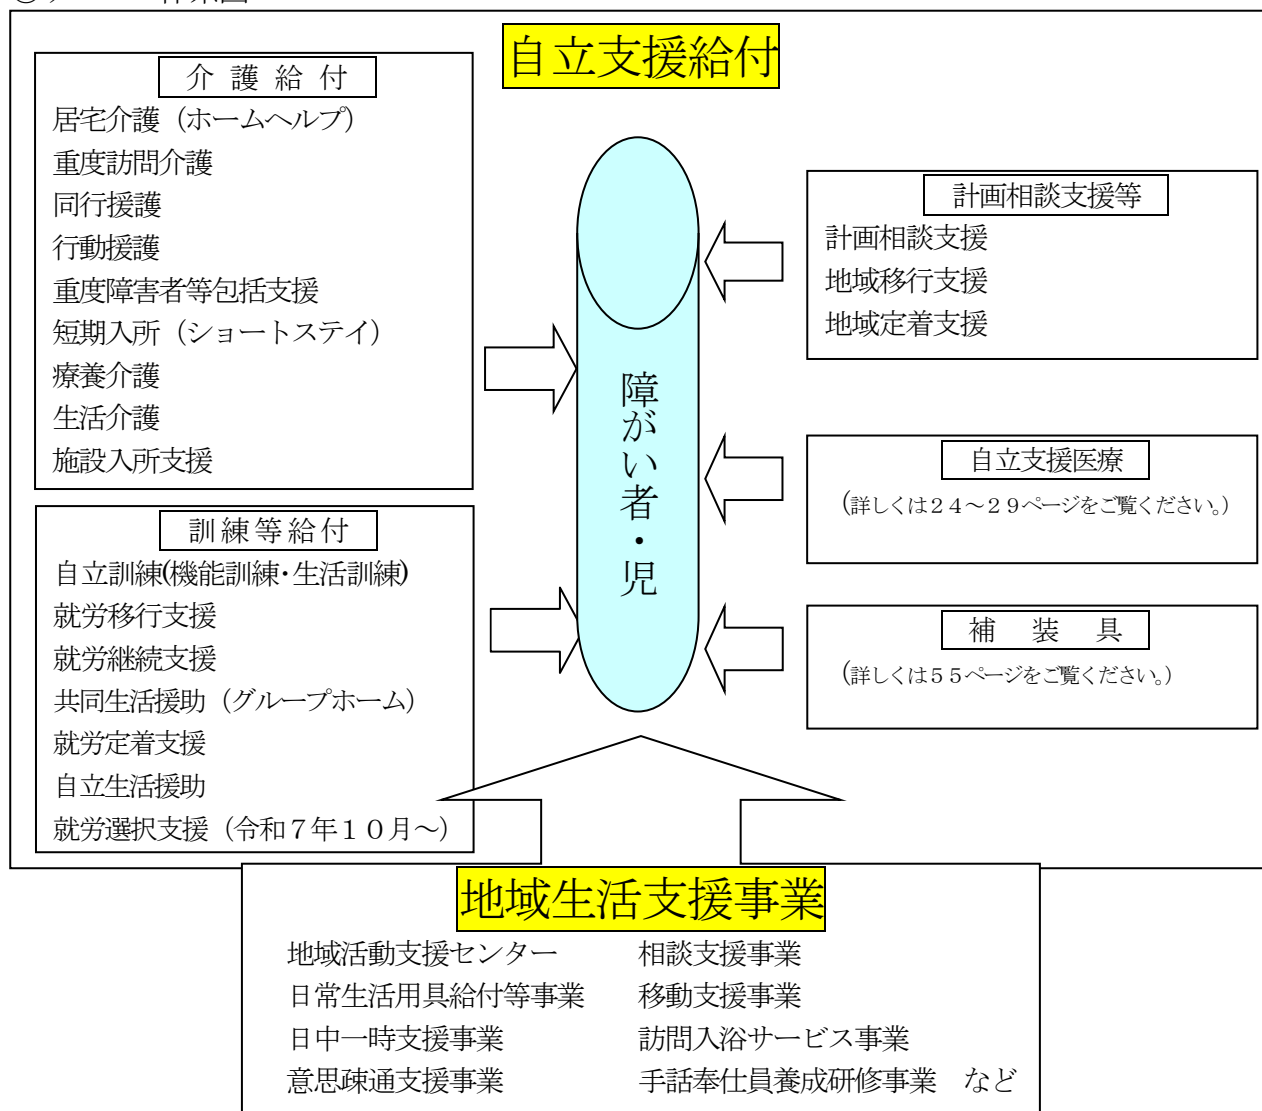 自立支援給付
介護給付
居宅介護（ホームヘルプ）
重度訪問介護
同行援護
行動援護
重度障害者等包括支援
短期入所（ショートステイ）
療養介護
生活介護
施設入所支援
訓練等給付
自立訓練(機能訓練・生活訓練)
就労移行支援
就労継続支援
共同生活援助（グループホーム）
就労定着支援
自立生活援助
就労選択支援（令和７年１０月～）
障がい者・児
計画相談支援等
計画相談支援
地域移行支援
地域定着支援
自立支援医療
（詳しくは２４～２９ページをご覧ください。）
補装具
（詳しくは５５ページをご覧ください。）
地域生活支援事業
地域活動支援センター　相談支援事業
日常生活用具給付等事業　移動支援事業
日中一時支援事業　訪問入浴サービス事業
意思疎通支援事業　手話奉仕員養成研修事業　など